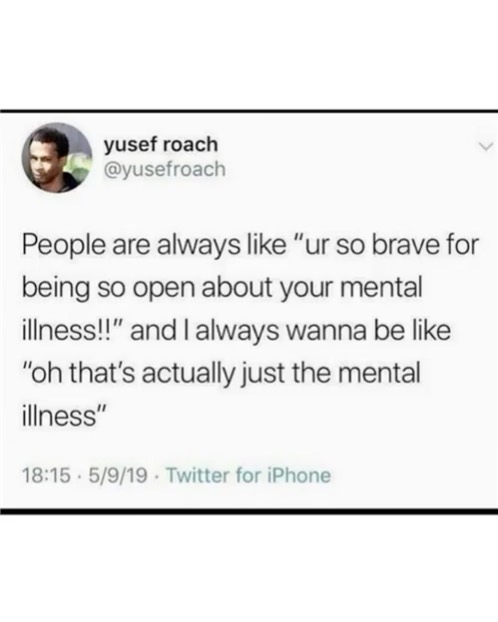 yusef roach
@yusefroach
People are always like "ur so brave for
being so open about your mental
illness!!" and I always wanna be like
"oh that's actually just the mental
illness"
18:15 · 5/9/19 · Twitter for iPhone